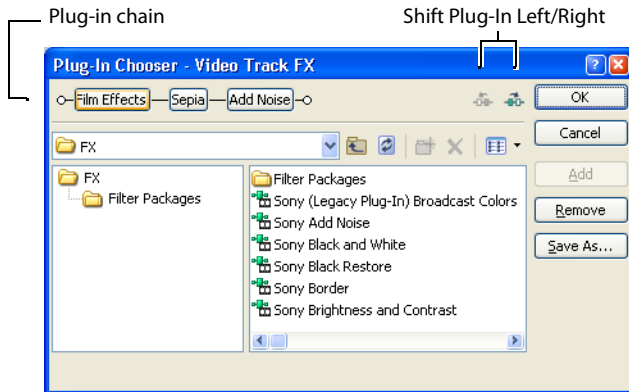 Plug-in chain
Shift Plug-In Left/Right
Plug-In Chooser - Video Track FX
Film Effects
Sepia
Add Noise
OK
Cancel
Add
Remove
Save As...
FX
FX
Filter Packages
Filter Packages
Sony (Legacy Plug-In) Broadcast Colors
Sony Add Noise
Sony Black and White
Sony Black Restore
Sony Border
Sony Brightness and Contrast